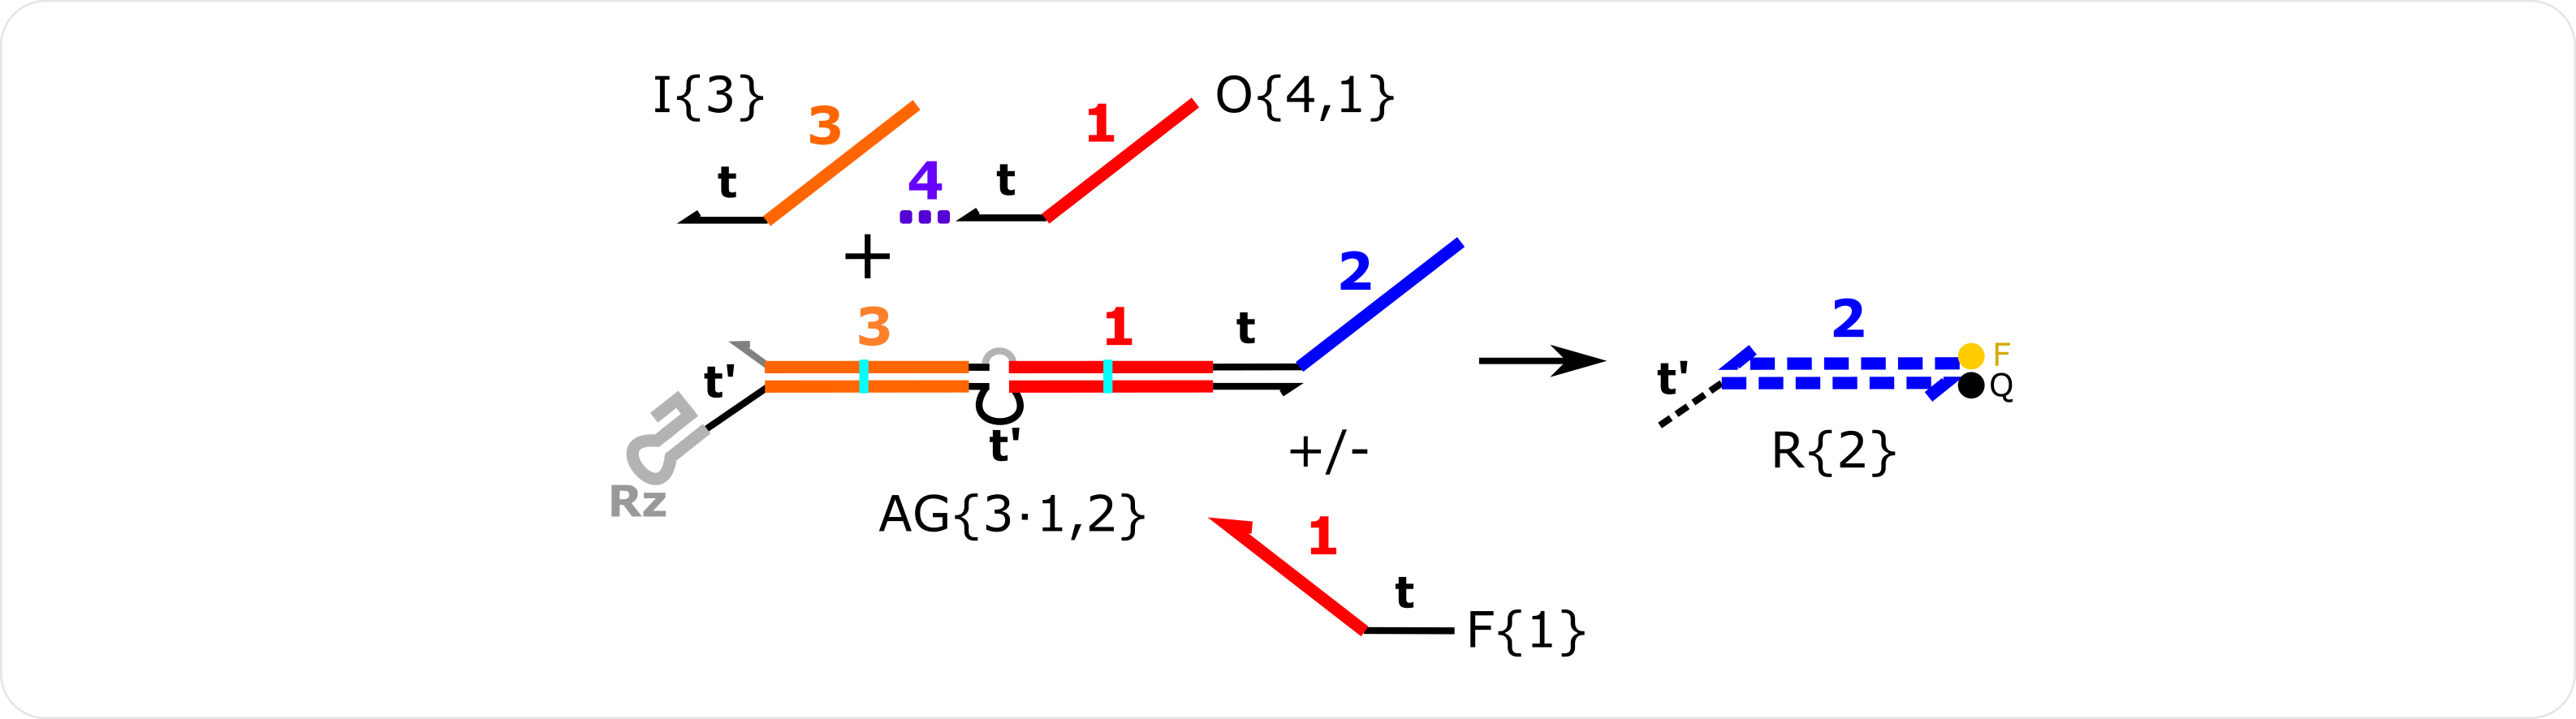 I{3}
3
t
4
t
1
O{4,1}
+
3
1
t
2
t'
t'
Rz
AG{3·1,2}
+/-
1
t
F{1}
2
t'
F
Q
R{2}